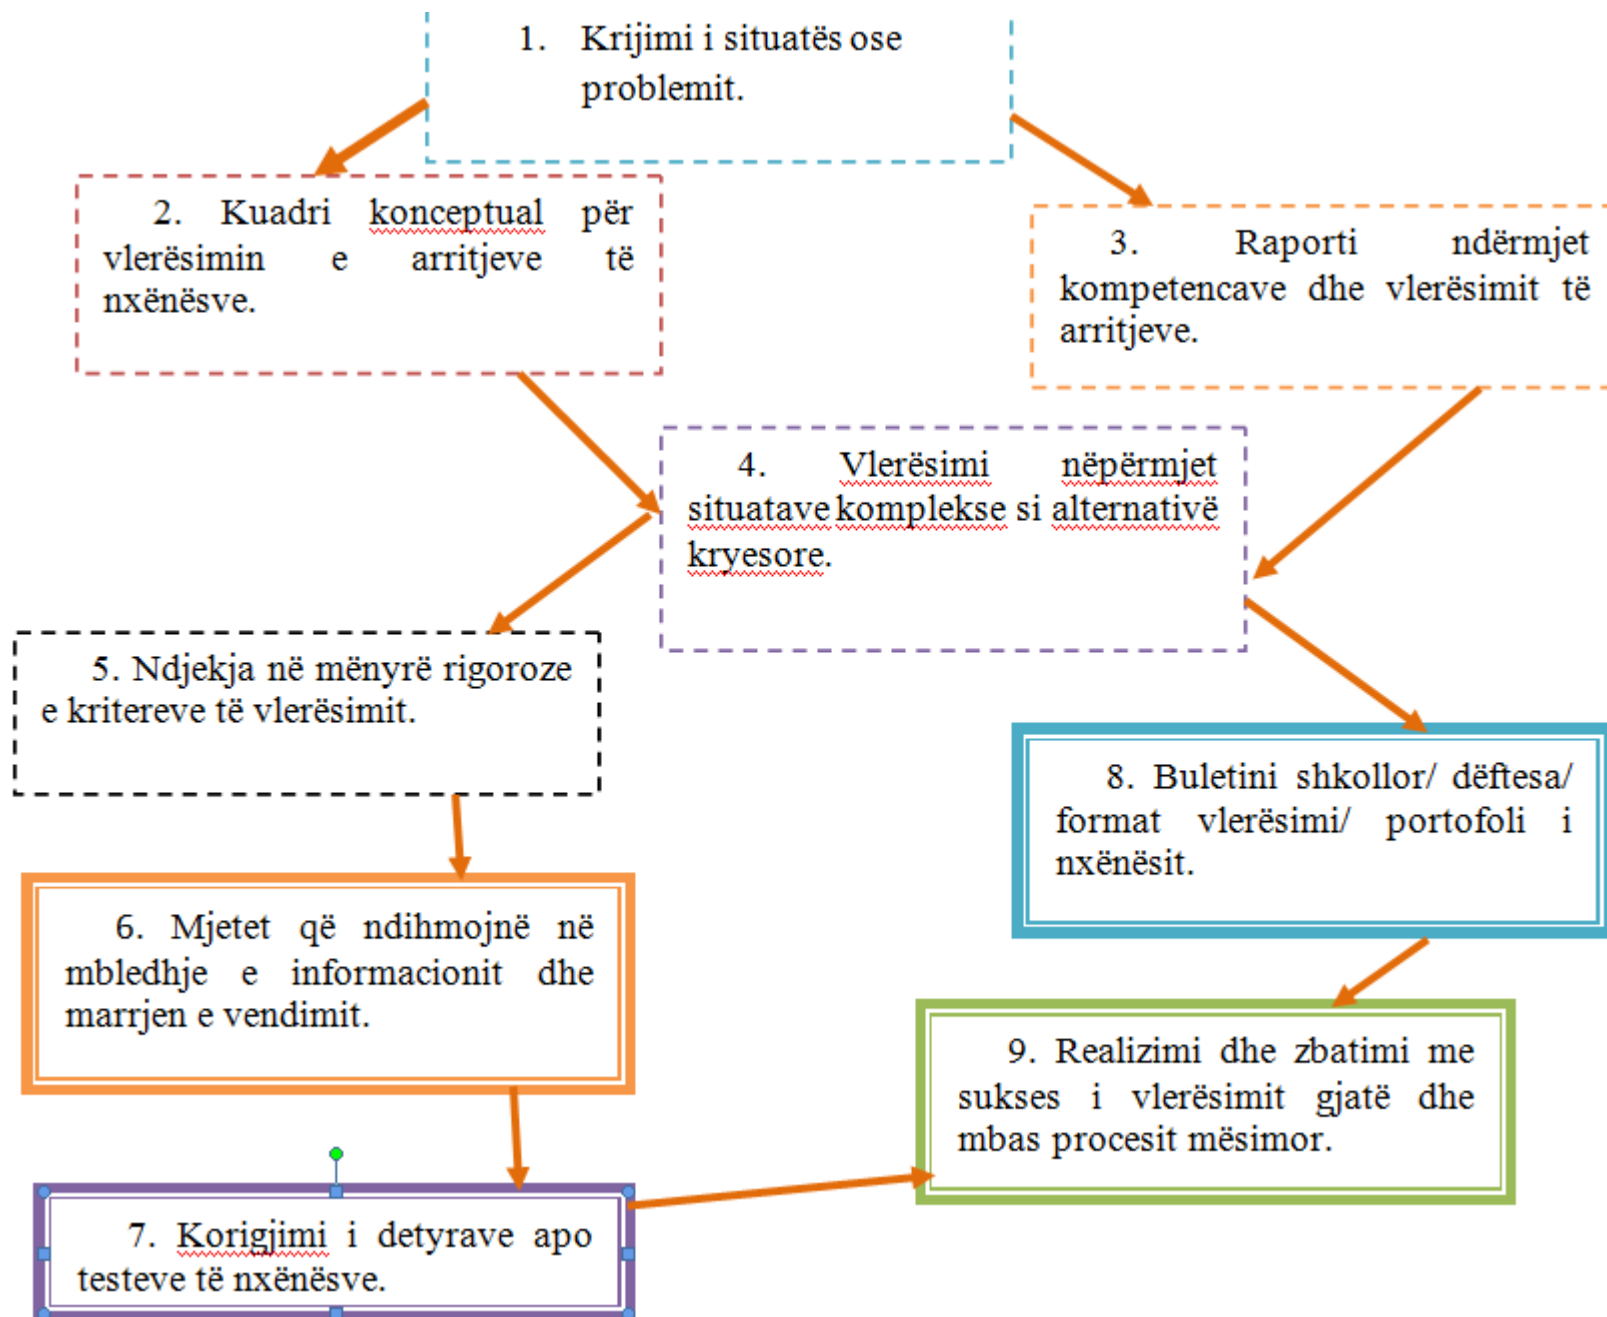 1. Krijimi i situatës ose
problemit.
2. Kuadri konceptual për
vlerësimin e arritjeve të
nxënësve.
3. Raporti ndërmjet
kompetencave dhe vlerësimit të
arritjeve.
4. Vlerësimi nëpërmjet
situatave komplekse si alternativë
kryesore.
5. Ndjekja në mënyrë rigoroze
e kritereve të vlerësimit.
6. Mjetet që ndihmojnë në
mbledhje e informacionit dhe
marrjen e vendimit.
7. Korigjimi i detyrave apo
testeve të nxënësve.
8. Buletini shkollor/ dëftesa/
format vlerësimi/ portofoli i
nxënësit.
9. Realizimi dhe zbatimi me
sukses i vlerësimit gjatë dhe
mbas procesit mësimor.